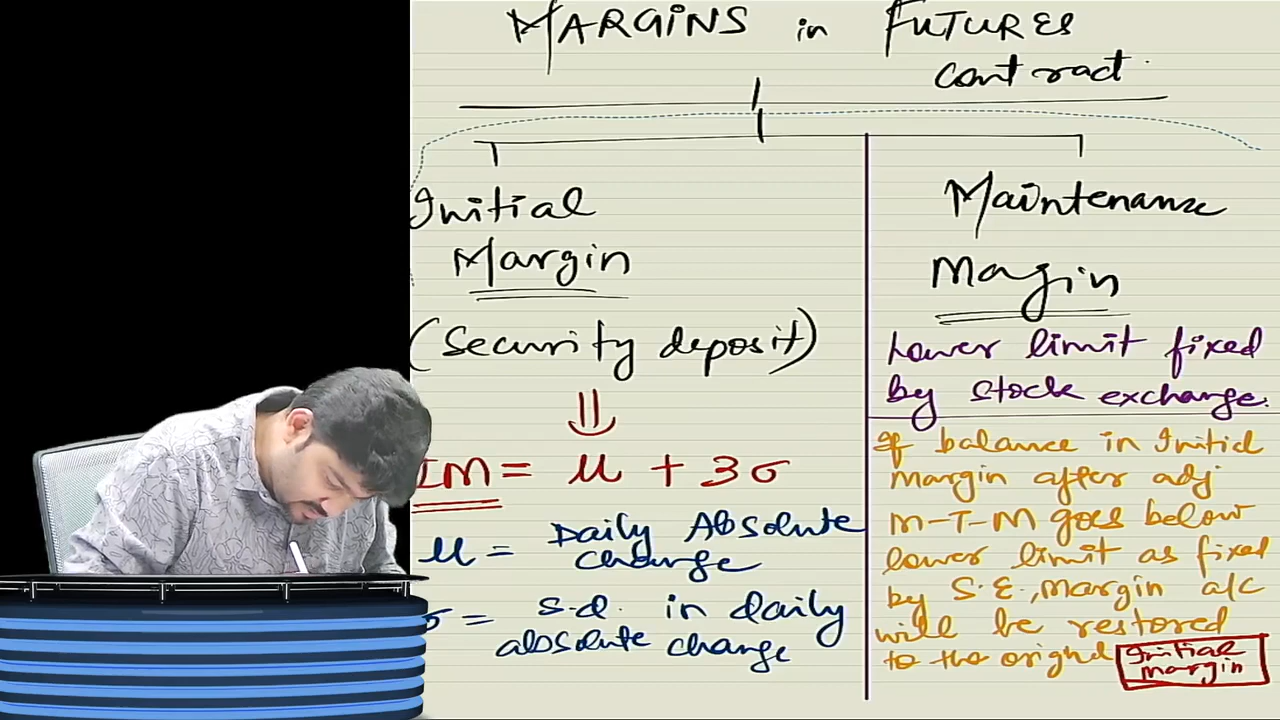 MARGINS in FUTURES
contract
Initial
Margin
(Security deposit)
⇓
IM = μ + 3σ
μ = Daily Absolute
change
σ = s.d. in daily
absolute change
Maintenance
Margin
Lower limit fixed
by stock exchange.
If balance in Initial
Margin after adj
M-T-M goes below
lower limit as fixed
by S.E., Margin a/c
will be restored
to the original Initial
margin